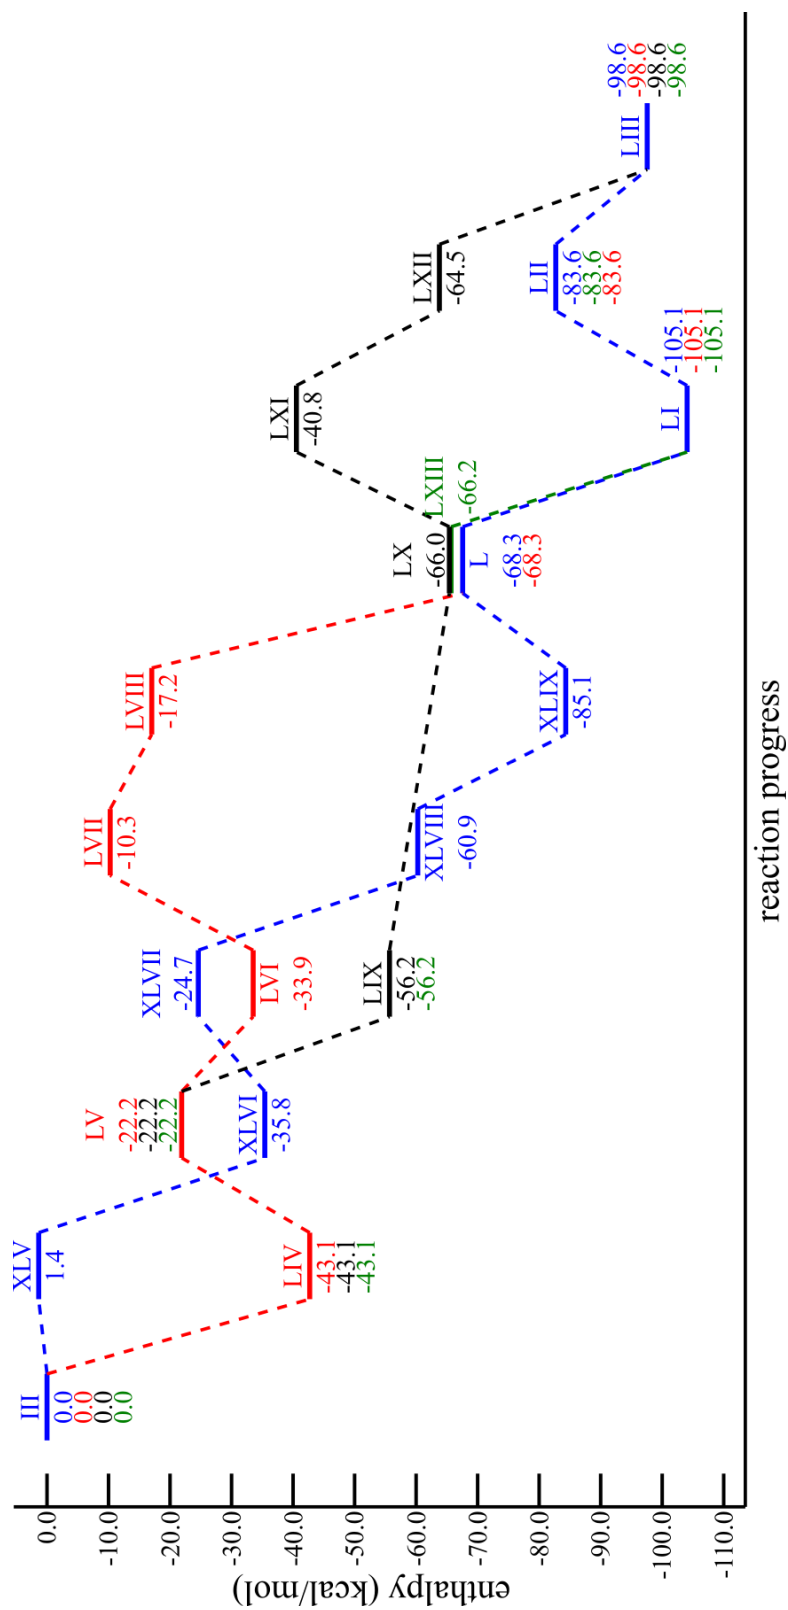 enthalpy (kcal/mol)
0.0
-10.0
-20.0
-30.0
-40.0
-50.0
-60.0
-70.0
-80.0
-90.0
-100.0
-110.0
III
0.0
0.0
0.0
0.0
XLV
1.4
LIV
-43.1
-43.1
-43.1
LV
-22.2
-22.2
-22.2
XLVI
-35.8
XLVII
-24.7
LVI
-33.9
LIX
-56.2
-56.2
LVII
-10.3
XLVIII
-60.9
LVIII
-17.2
XLIX
-85.1
LX
-66.0
LXIII
-66.2
L
-68.3
-68.3
LXI
-40.8
LI
-105.1
-105.1
-105.1
LXII
-64.5
LII
-83.6
-83.6
-83.6
LIII
-98.6
-98.6
-98.6
-98.6
reaction progress